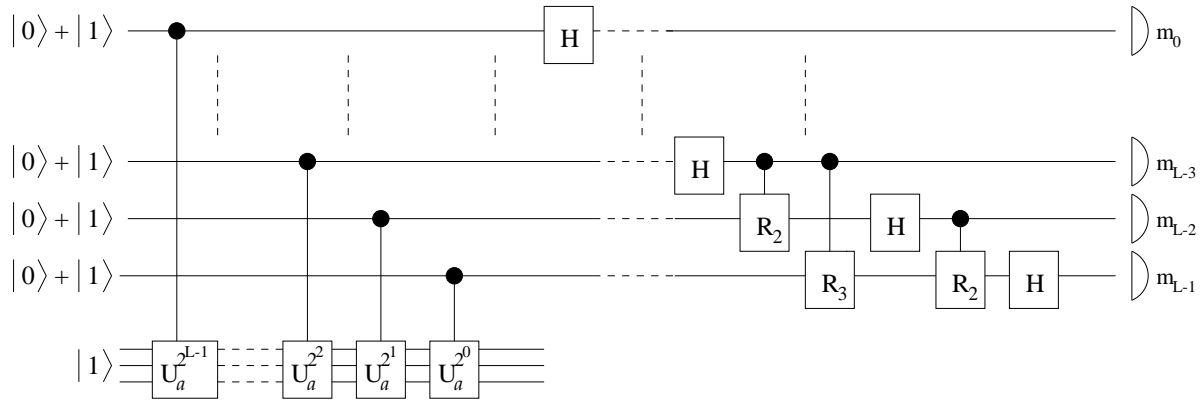 |0⟩ + |1⟩ H m₀
|0⟩ + |1⟩ H m_{L-3}
|0⟩ + |1⟩ R₂ H m_{L-2}
|0⟩ + |1⟩ R₃ R₂ H m_{L-1}
|1⟩ U_a^{2^{L-1}} U_a^{2^2} U_a^{2^1} U_a^{2^0}